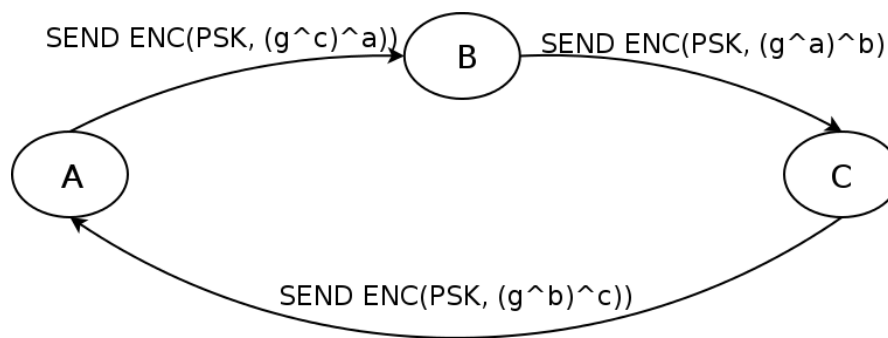 SEND ENC(PSK, (g^c)^a))
B
SEND ENC(PSK, (g^a)^b)
A
C
SEND ENC(PSK, (g^b)^c))